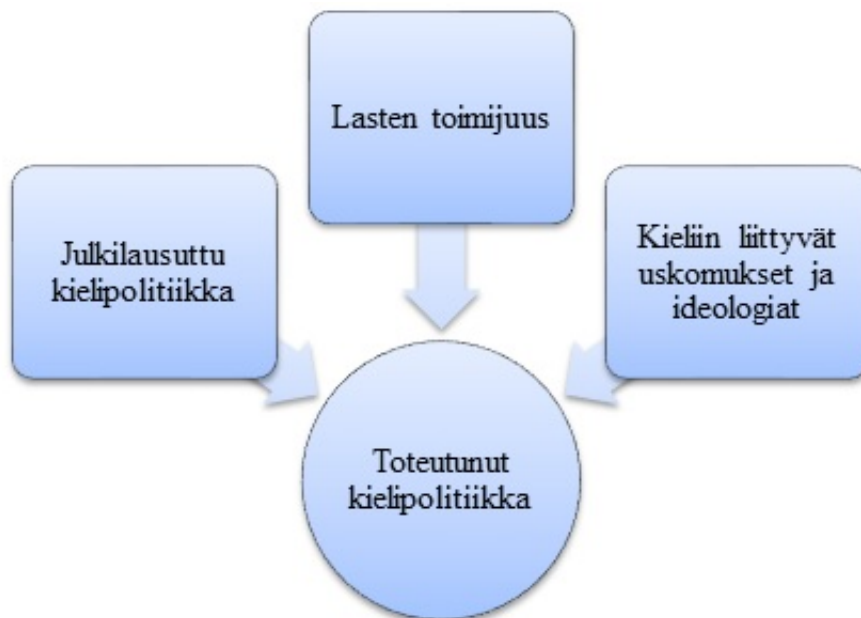 Lasten toimijuus
Julkilausuttu
kielipolitiikka
Kieliin liittyvät
uskomukset ja
ideologiat
Toteutunut
kielipolitiikka